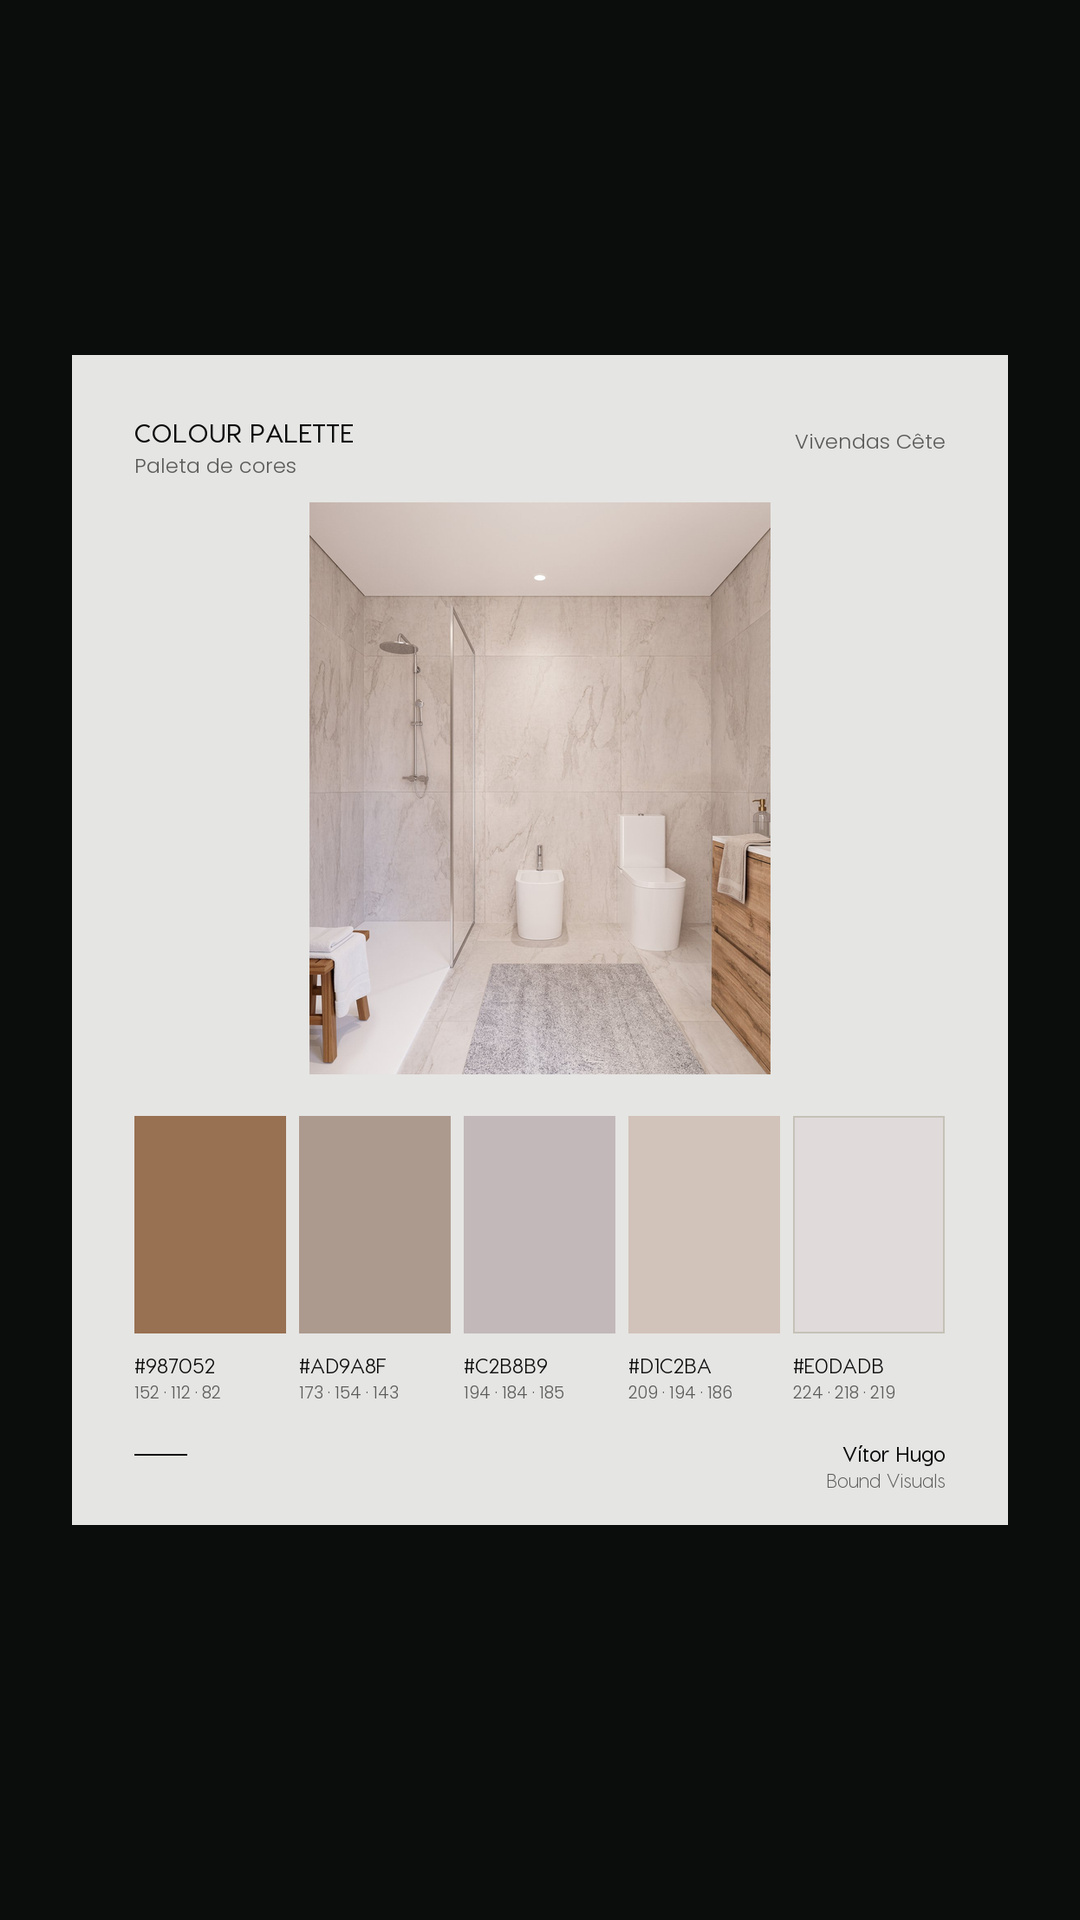 COLOUR PALETTE
Paleta de cores
Vivendas Cête
#987052
152 · 112 · 82
#AD9A8F
173 · 154 · 143
#C2B8B9
194 · 184 · 185
#D1C2BA
209 · 194 · 186
#E0DADB
224 · 218 · 219
Vítor Hugo
Bound Visuals